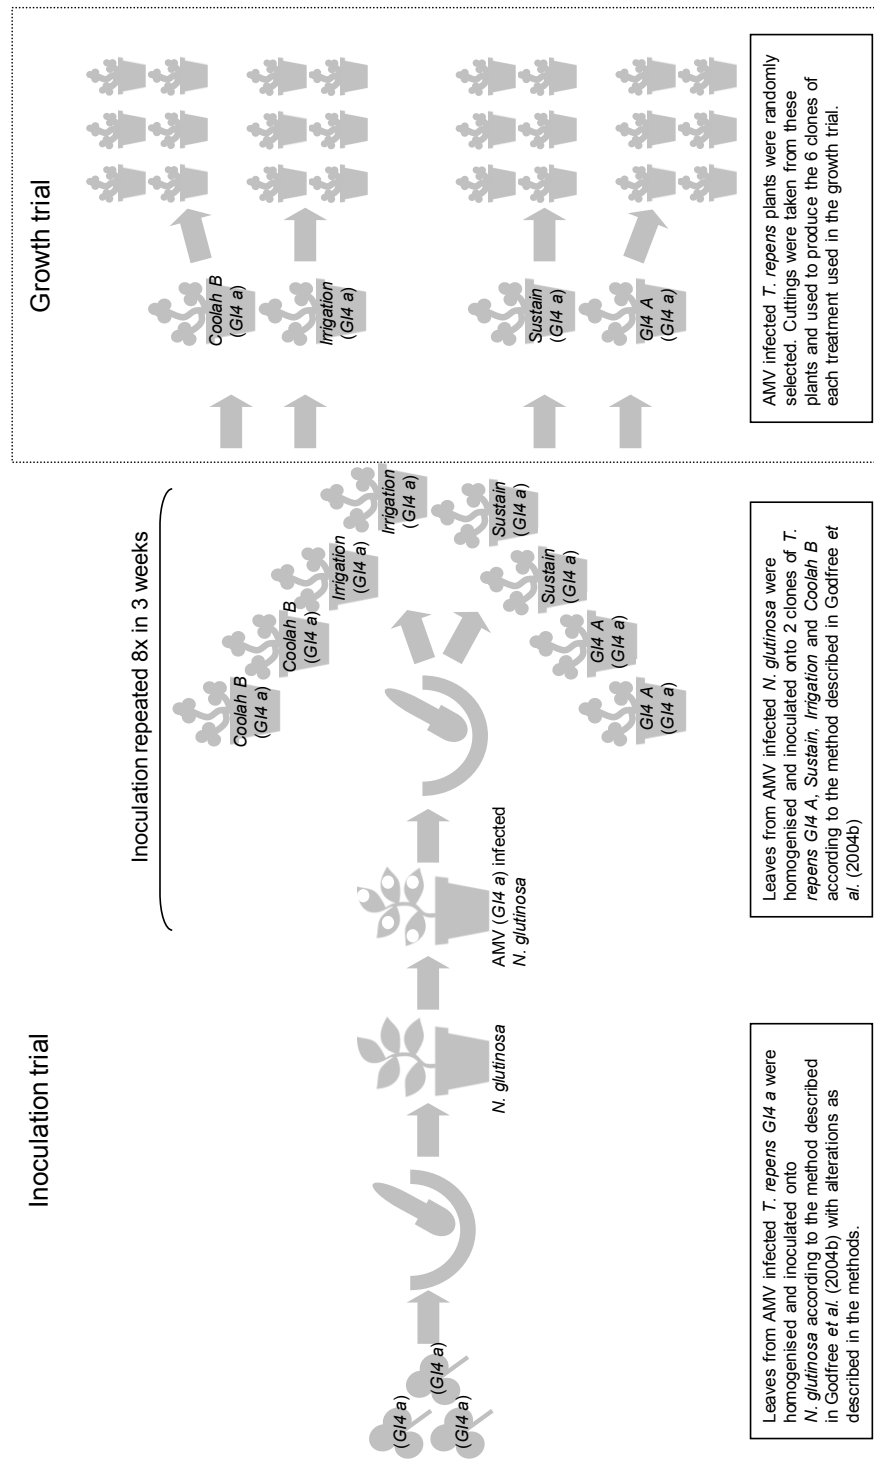 Inoculation trial
Growth trial
Inoculation repeated 8x in 3 weeks
(GI4 a)
(GI4 a)
(GI4 a)
N. glutinosa
AMV (GI4 a) infected
N. glutinosa
Coolah B
(GI4 a)
Coolah B
(GI4 a)
Irrigation
(GI4 a)
Irrigation
(GI4 a)
Sustain
(GI4 a)
Sustain
(GI4 a)
GI4 A
(GI4 a)
GI4 A
(GI4 a)
Coolah B
(GI4 a)
Irrigation
(GI4 a)
Sustain
(GI4 a)
GI4 A
(GI4 a)
Leaves from AMV infected T. repens GI4 a were
homogenised and inoculated onto
N. glutinosa according to the method described
in Godfree et al. (2004b) with alterations as
described in the methods.
Leaves from AMV infected N. glutinosa were
homogenised and inoculated onto 2 clones of T.
repens GI4 A, Sustain, Irrigation and Coolah B
according to the method described in Godfree et
al. (2004b)
AMV infected T. repens plants were randomly
selected. Cuttings were taken from these
plants and used to produce the 6 clones of
each treatment used in the growth trial.